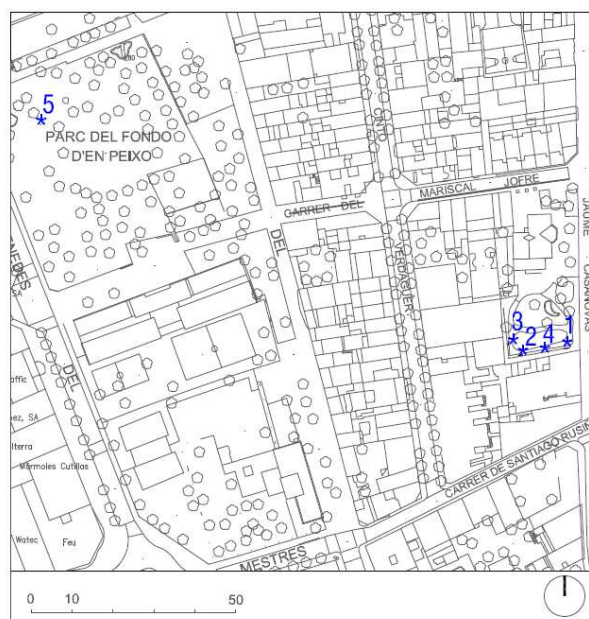 5
PARC DEL FONDO
D'EN PEIXO
CARRER DEL
MARISCAL JOFRE
DEL
VERDAGUER
JAUME CASANOVAS
3
2
4
1
DEL
SA
ez, SA
lterra
Mármoles Cutillas
Watec
Feu
CARRER DE SANTIAGO RUSIÑ
MESTRES
0 10 50